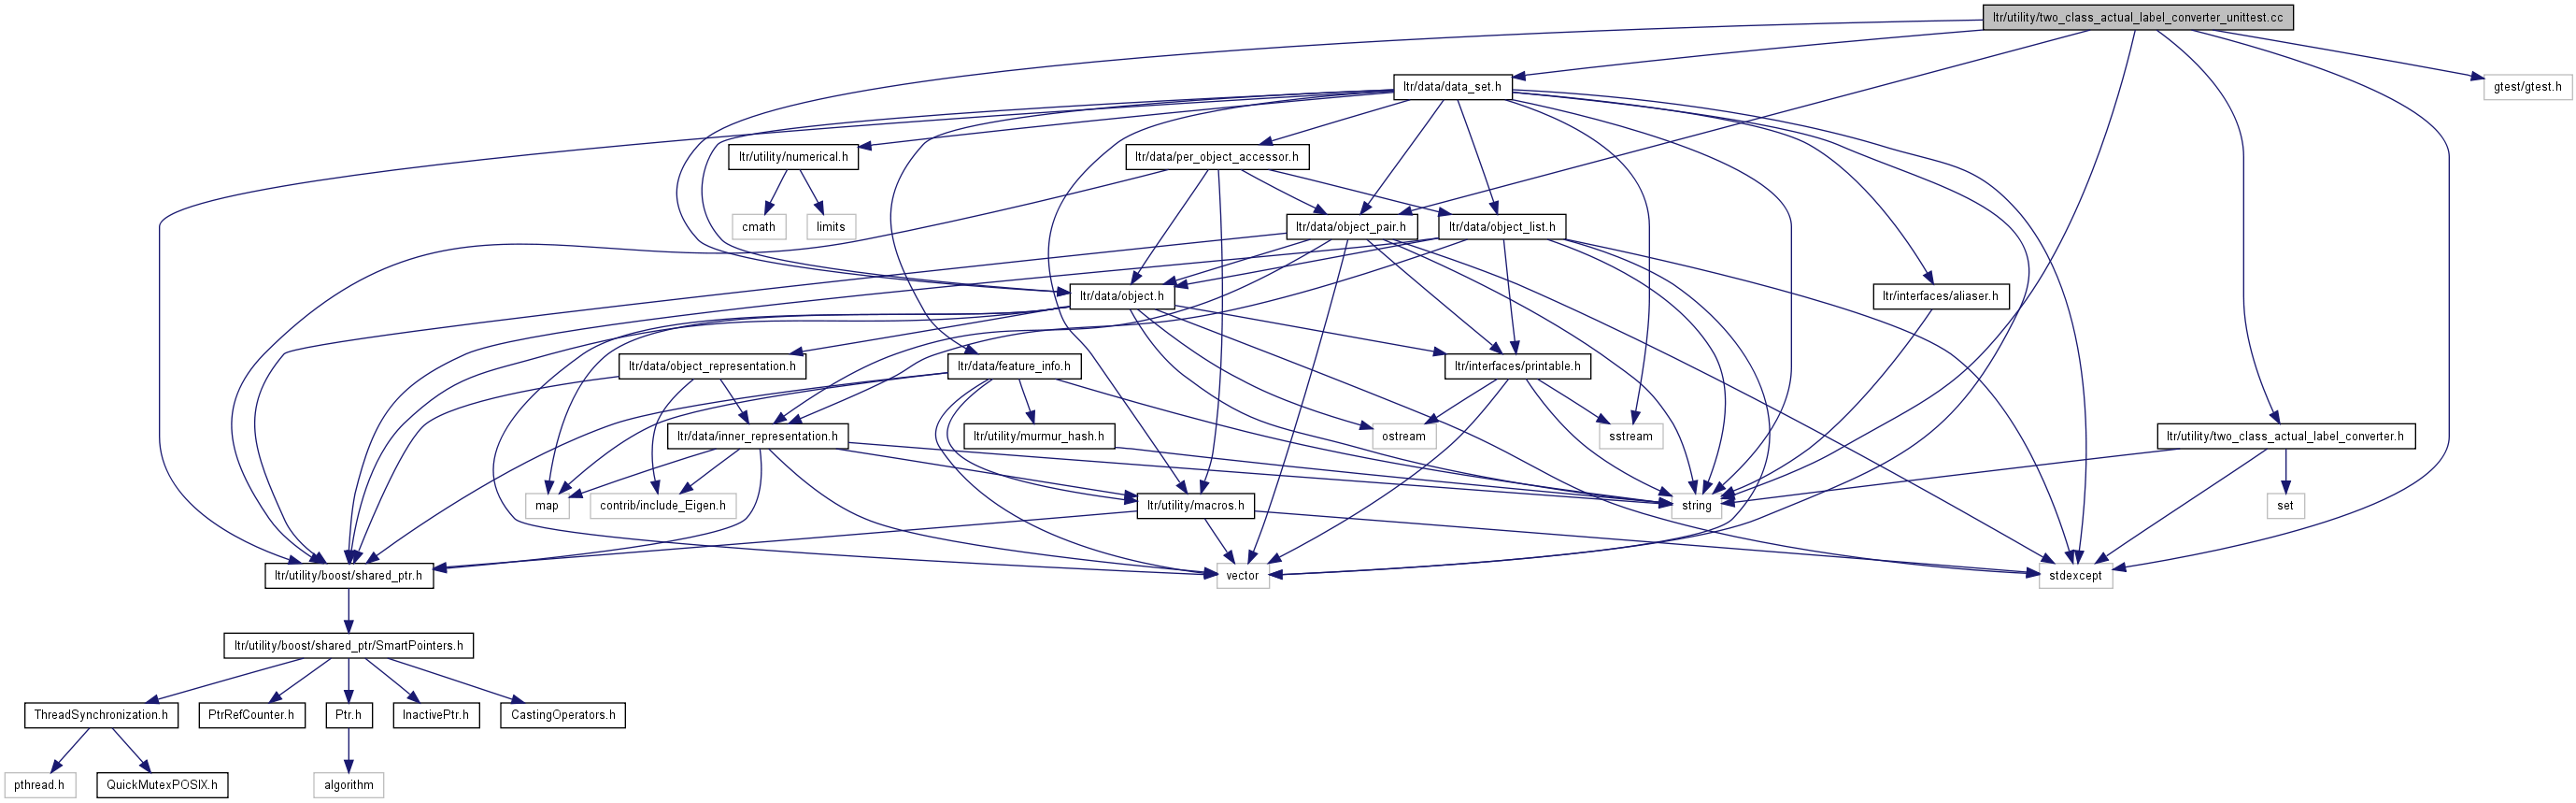 ltr/utility/two_class_actual_label_converter_unittest.cc
ltr/data/data_set.h
gtest/gtest.h
ltr/utility/numerical.h
ltr/data/per_object_accessor.h
cmath
limits
ltr/data/object_pair.h
ltr/data/object_list.h
ltr/data/object.h
ltr/interfaces/aliaser.h
ltr/data/object_representation.h
ltr/data/feature_info.h
ltr/interfaces/printable.h
ltr/data/inner_representation.h
ltr/utility/murmur_hash.h
ostream
sstream
ltr/utility/two_class_actual_label_converter.h
map
contrib/include_Eigen.h
ltr/utility/macros.h
string
set
ltr/utility/boost/shared_ptr.h
vector
stdexcept
ltr/utility/boost/shared_ptr/SmartPointers.h
ThreadSynchronization.h
PtrRefCounter.h
Ptr.h
InactivePtr.h
CastingOperators.h
pthread.h
QuickMutexPOSIX.h
algorithm